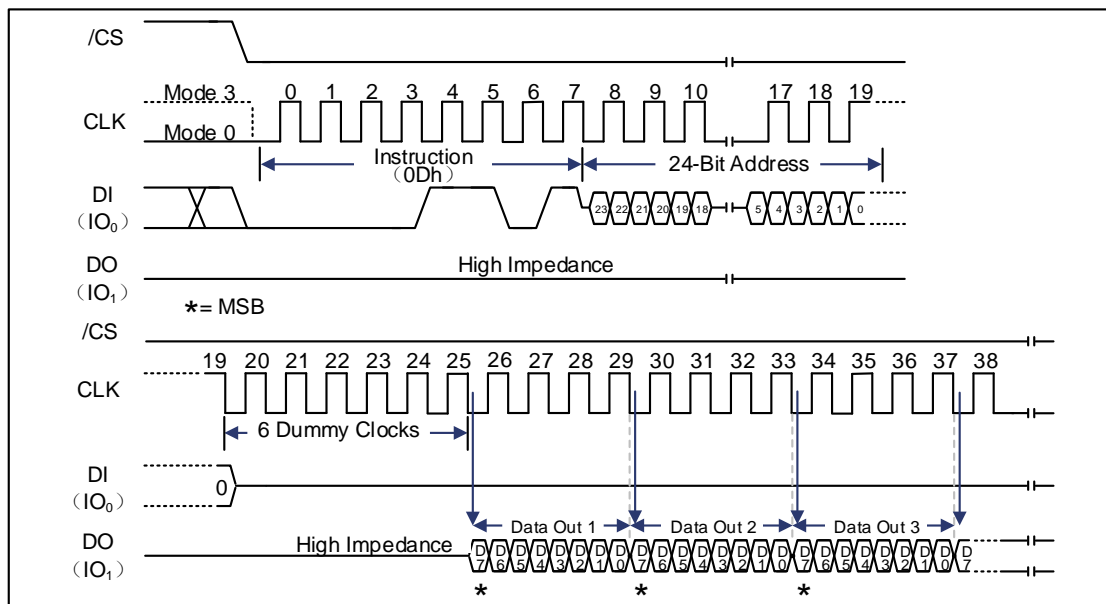 /CS
Mode 3 0 1 2 3 4 5 6 7 8 9 10 17 18 19
CLK
Mode 0
Instruction 24-Bit Address
(0Dh)
DI
(IO₀) 23 22 21 20 19 18 5 4 3 2 1 0
DO High Impedance
(IO₁)
*= MSB
/CS
19 20 21 22 23 24 25 26 27 28 29 30 31 32 33 34 35 36 37 38
CLK
6 Dummy Clocks
DI
(IO₀) 0
Data Out 1 Data Out 2 Data Out 3
DO High Impedance D7 D6 D5 D4 D3 D2 D1 D0 D7 D6 D5 D4 D3 D2 D1 D0 D7 D6 D5 D4 D3 D2 D1 D0 D7
(IO₁)
* * *